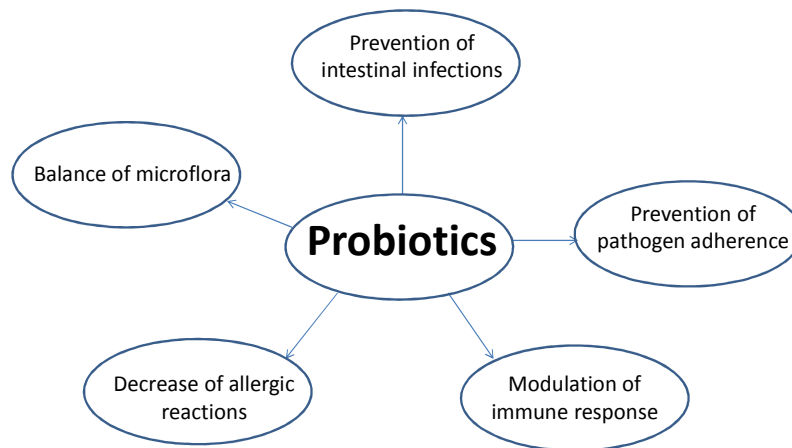 Prevention of
intestinal infections
Balance of microflora
Probiotics
Prevention of
pathogen adherence
Decrease of allergic
reactions
Modulation of
immune response